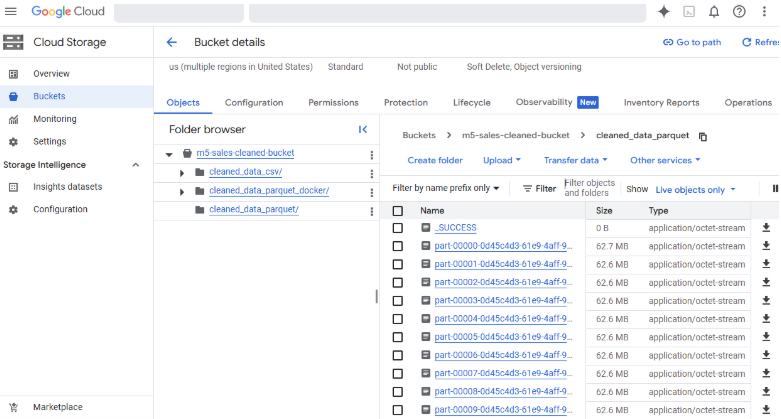 Google Cloud
Cloud Storage
Bucket details
Go to path
Refres
us (multiple regions in United States) Standard Not public Soft Delete, Object versioning
Overview
Buckets
Monitoring
Settings
Storage Intelligence
Insights datasets
Configuration
Marketplace
Objects Configuration Permissions Protection Lifecycle Observability New Inventory Reports Operations
Folder browser
m5-sales-cleaned-bucket
cleaned_data_csv/
cleaned_data_parquet_docker/
cleaned_data_parquet/
Buckets > m5-sales-cleaned-bucket > cleaned_data_parquet
Create folder Upload Transfer data Other services
Filter by name prefix only Filter Filter objects and folders Show Live objects only
Name Size Type
_SUCCESS 0 B application/octet-stream
part-00000-0d45c4d3-61e9-4aff-9... 62.7 MB application/octet-stream
part-00001-0d45c4d3-61e9-4aff-9... 62.6 MB application/octet-stream
part-00002-0d45c4d3-61e9-4aff-9... 62.6 MB application/octet-stream
part-00003-0d45c4d3-61e9-4aff-9... 62.6 MB application/octet-stream
part-00004-0d45c4d3-61e9-4aff-9... 62.6 MB application/octet-stream
part-00005-0d45c4d3-61e9-4aff-9... 62.6 MB application/octet-stream
part-00006-0d45c4d3-61e9-4aff-9... 62.6 MB application/octet-stream
part-00007-0d45c4d3-61e9-4aff-9... 62.6 MB application/octet-stream
part-00008-0d45c4d3-61e9-4aff-9... 62.6 MB application/octet-stream
part-00009-0d45c4d3-61e9-4aff-9... 62.6 MB application/octet-stream